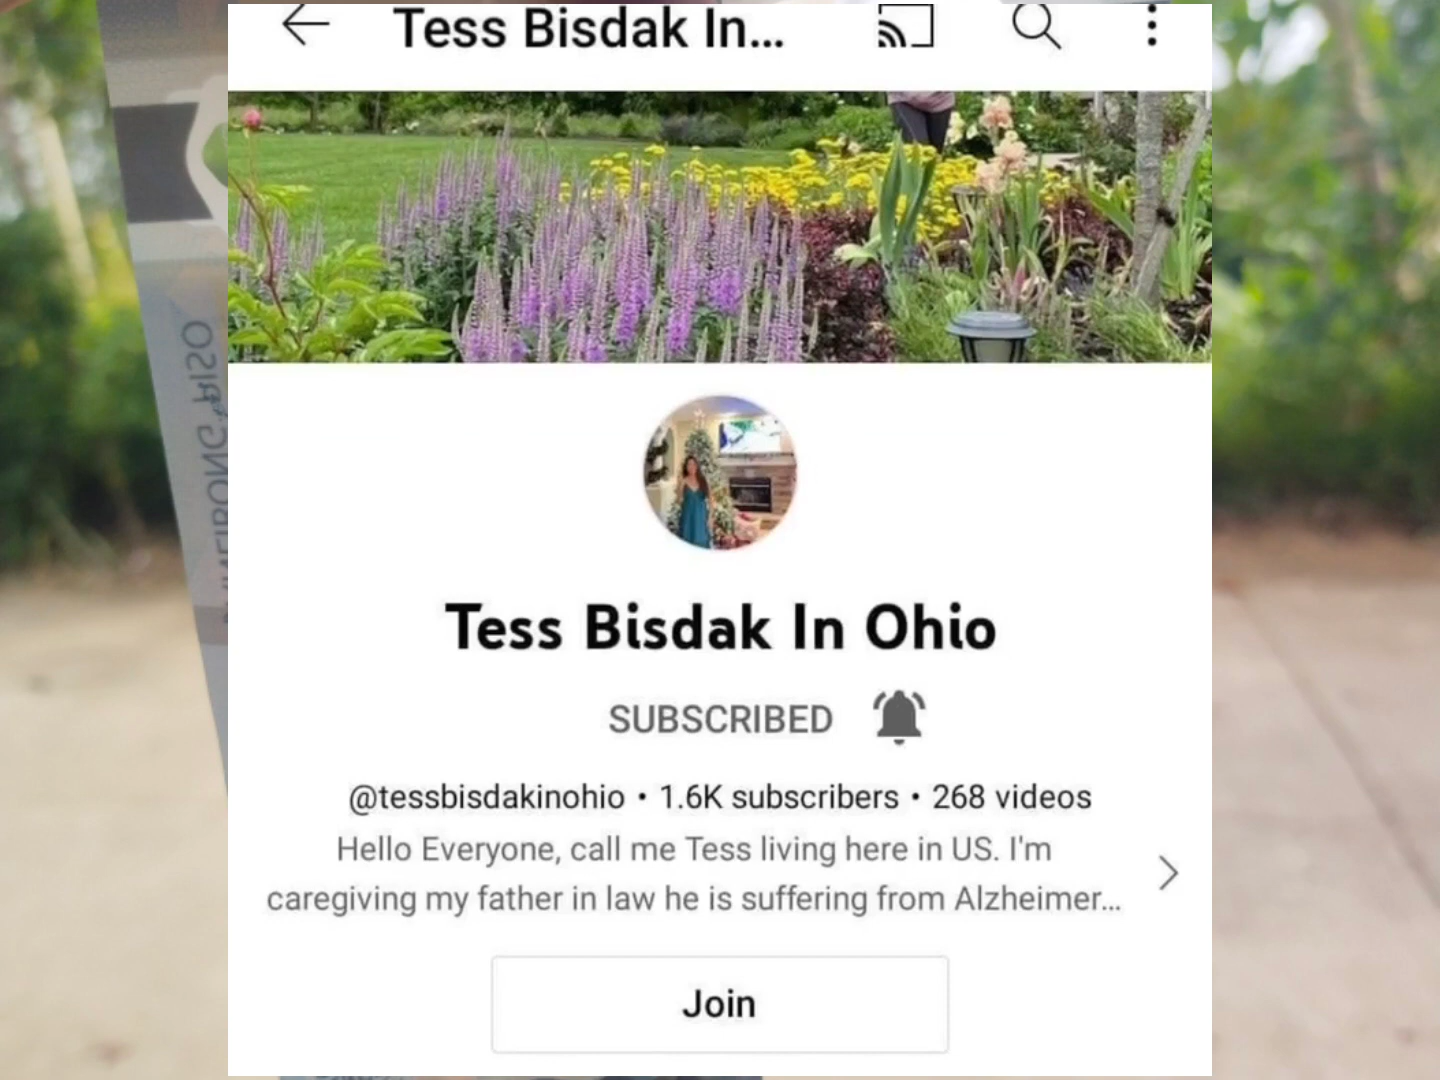 Tess Bisdak In...
Tess Bisdak In Ohio
SUBSCRIBED
@tessbisdakinohio • 1.6K subscribers • 268 videos
Hello Everyone, call me Tess living here in US. I'm
caregiving my father in law he is suffering from Alzheimer...
Join